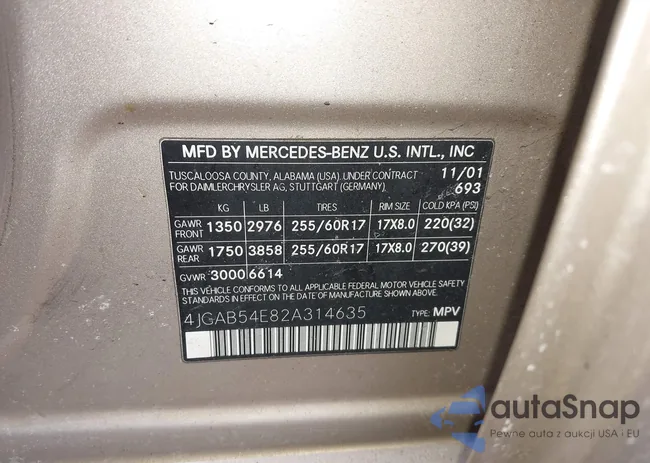 MFD BY MERCEDES-BENZ U.S. INTL., INC
TUSCALOOSA COUNTY, ALABAMA (USA). UNDER CONTRACT 11/01
FOR DAIMLERCHRYSLER AG, STUTTGART (GERMANY) 693
KG LB TIRES RIM SIZE COLD KPA (PSI)
GAWR FRONT 1350 2976 255/60R17 17X8.0 220(32)
GAWR REAR 1750 3858 255/60R17 17X8.0 270(39)
GVWR 3000 6614
THIS VEHICLE CONFORMS TO ALL APPLICABLE FEDERAL MOTOR VEHICLE
SAFETY STANDARDS IN EFFECT ON THE DATE OF MANUFACTURE SHOWN ABOVE.
4JGAB54E82A314635 TYPE: MPV
autoSnap
Pewne auta z aukcji USA i EU